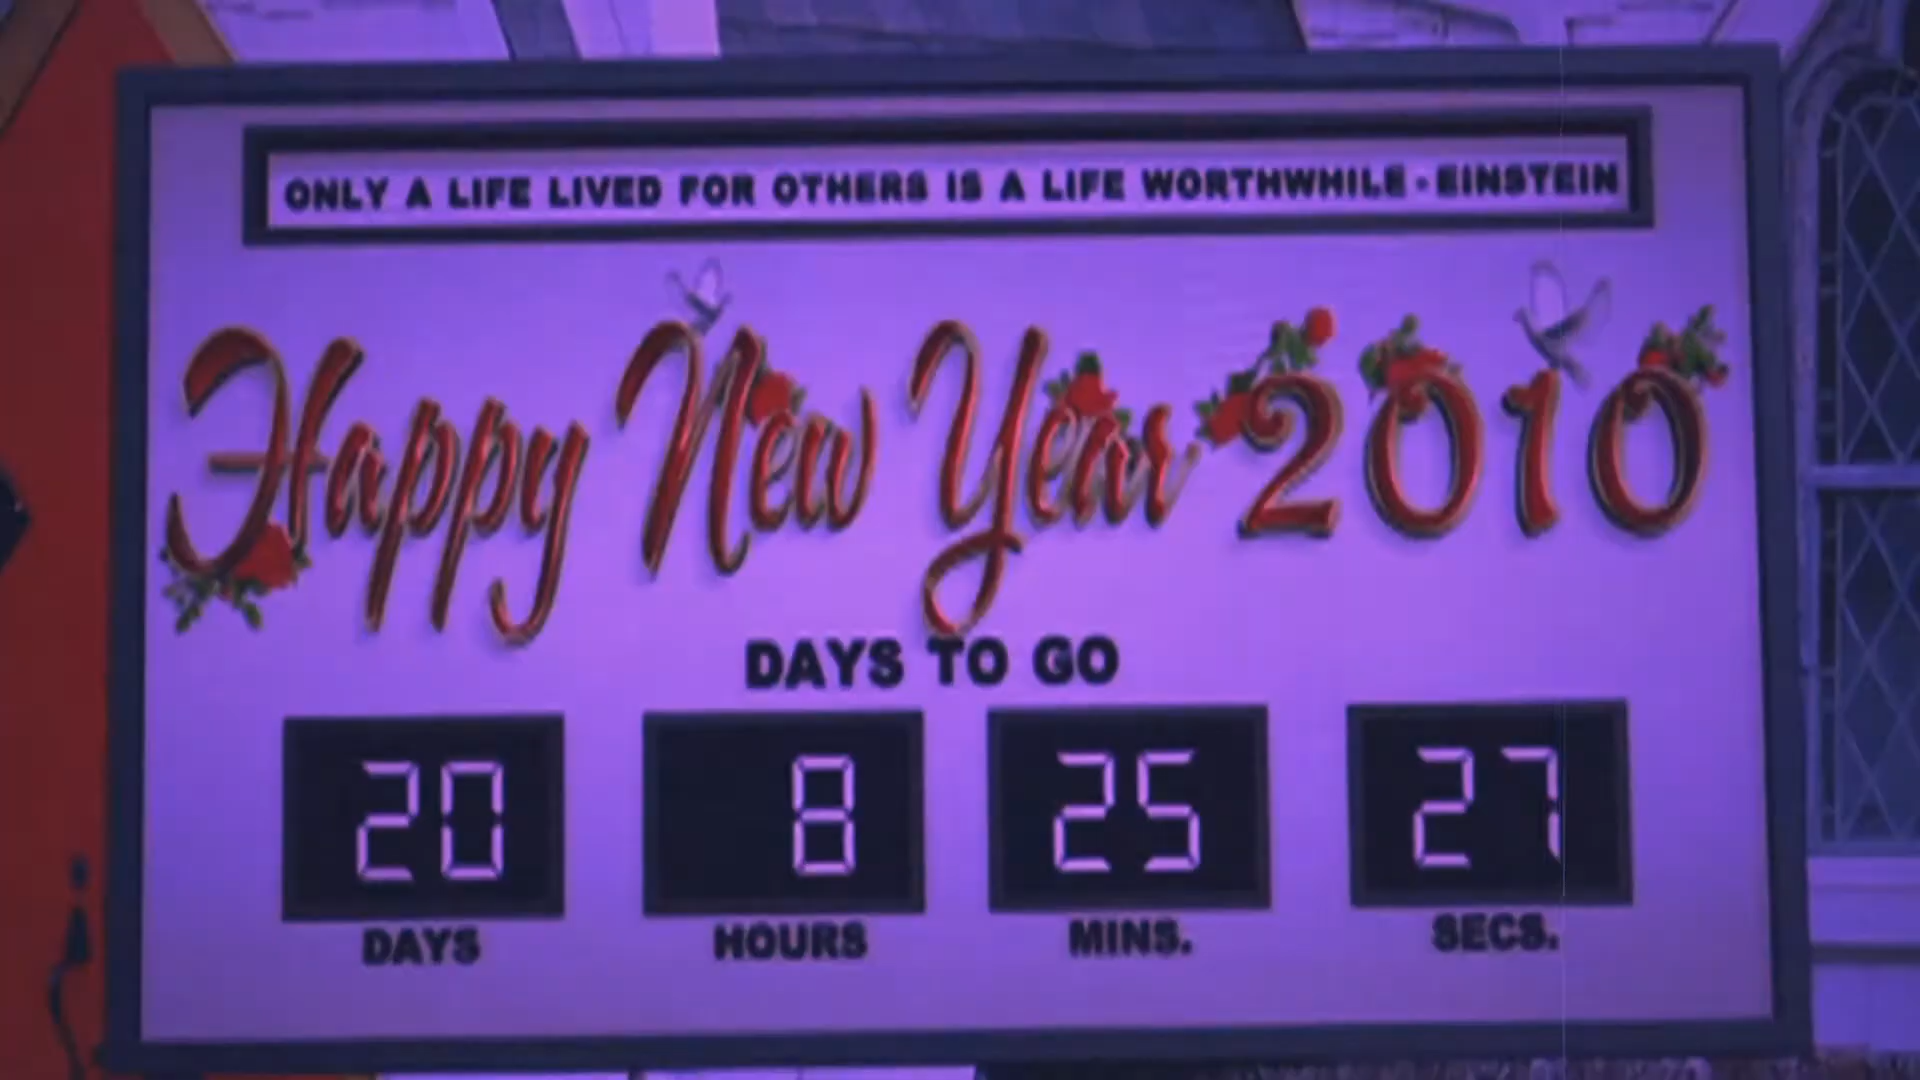 ONLY A LIFE LIVED FOR OTHERS IS A LIFE WORTHWHILE - EINSTEIN
Happy New Year 2010
DAYS TO GO
20 8 25 27
DAYS HOURS MINS. SECS.